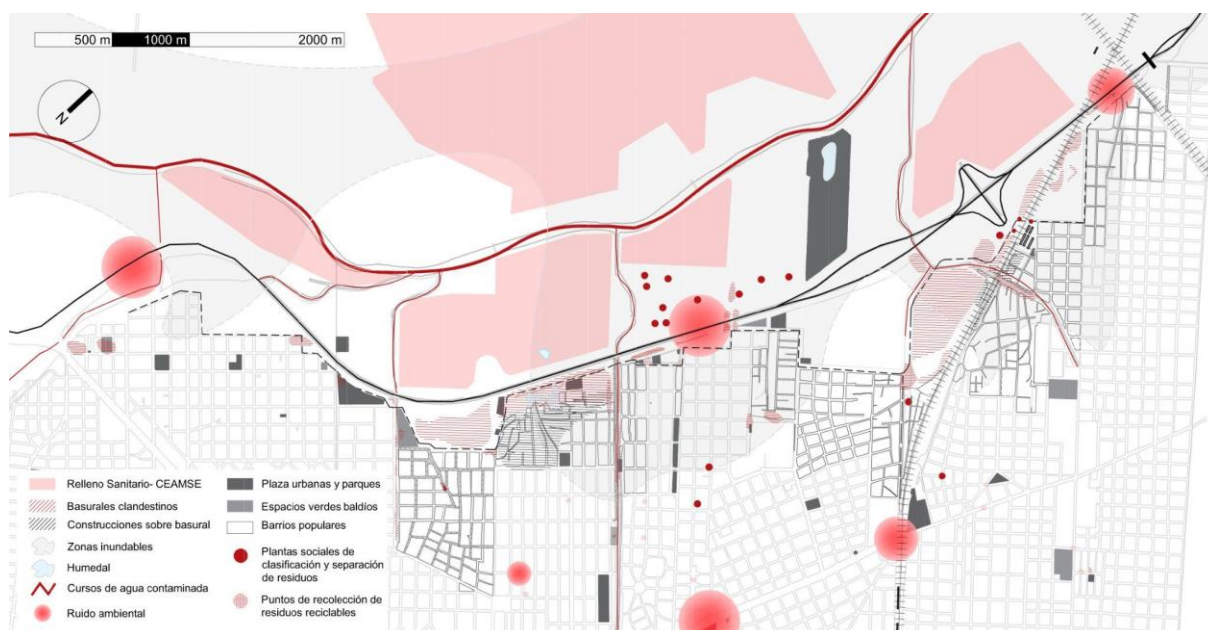 500 m 1000 m 2000 m
N
Relleno Sanitario- CEAMSE
Basurales clandestinos
Construcciones sobre basural
Zonas inundables
Humedal
Cursos de agua contaminada
Ruido ambiental
Plaza urbanas y parques
Espacios verdes baldíos
Barrios populares
Plantas sociales de
clasificación y separación
de residuos
Puntos de recolección de
residuos reciclables